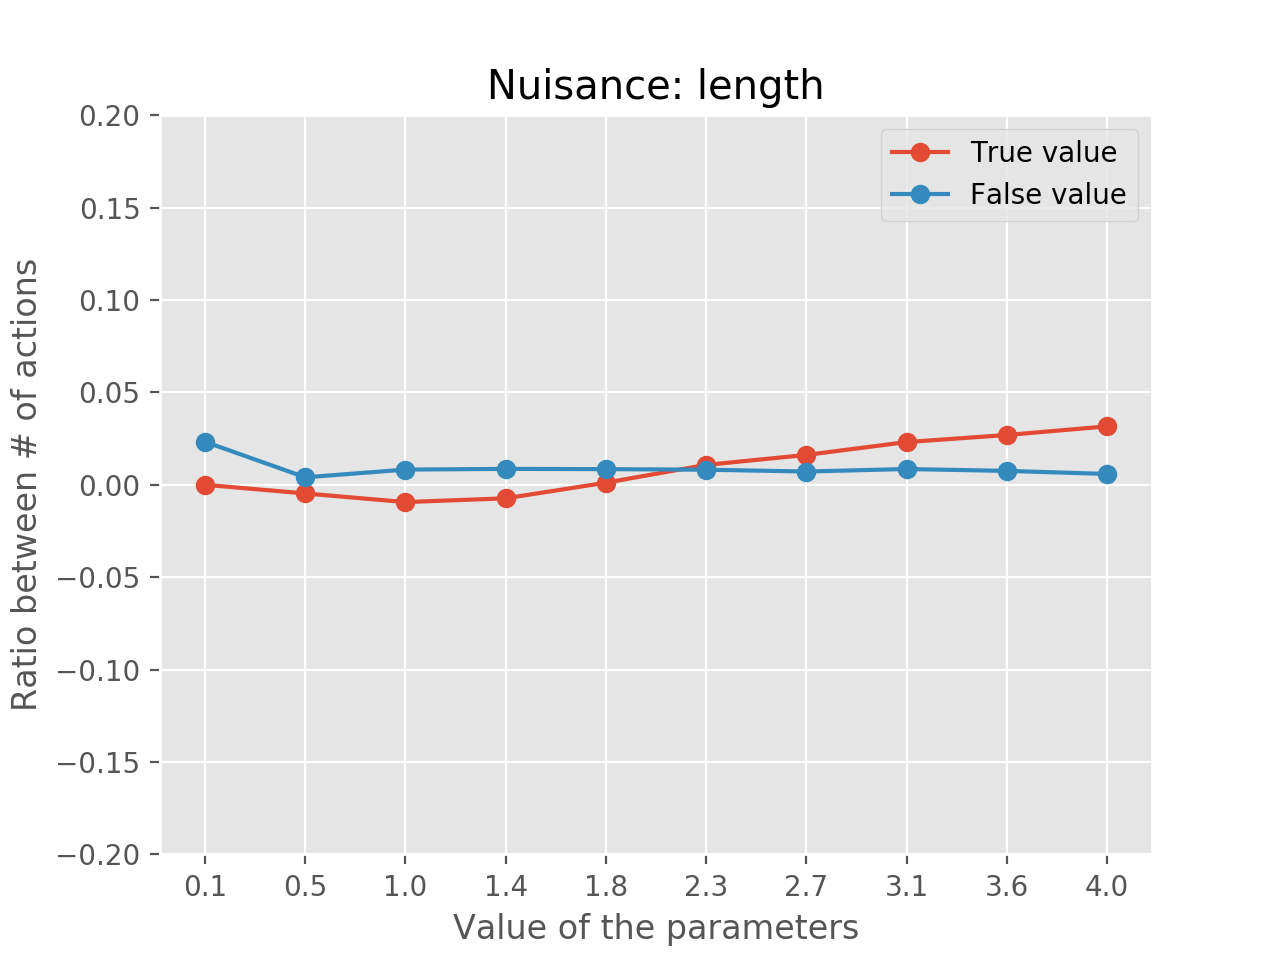 Nuisance: length
True value
False value
Ratio between # of actions
0.20
0.15
0.10
0.05
0.00
−0.05
−0.10
−0.15
−0.20
0.1 0.5 1.0 1.4 1.8 2.3 2.7 3.1 3.6 4.0
Value of the parameters